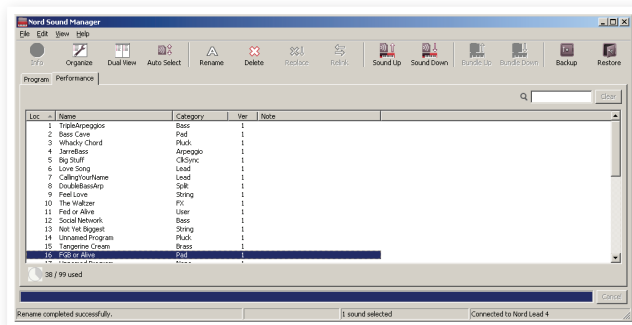 Nord Sound Manager
File Edit View Help
Info Organize Dual View Auto Select Rename Delete Replace Relink Sound Up Sound Down Bundle Up Bundle Down Backup Restore
Program Performance
Clear
Loc Name Category Ver Note
1 TripleArpeggios Bass 1
2 Bass Cave Pad 1
3 Whacky Chord Pluck 1
4 JarreBass Arpeggio 1
5 Big Stuff ClkSync 1
6 Love Song Lead 1
7 CallingYourName Lead 1
8 DoubleBassArp Split 1
9 Feel Love String 1
10 The Waltzer FX 1
11 Fed or Alive User 1
12 Social Network Bass 1
13 Not Yet Biggest String 1
14 Unnamed Program Pluck 1
15 Tangerine Cream Brass 1
16 FGB or Alive Pad 1
17 Unnamed Program None 1
38 / 99 used
Cancel
Rename completed successfully. 1 sound selected Connected to Nord Lead 4